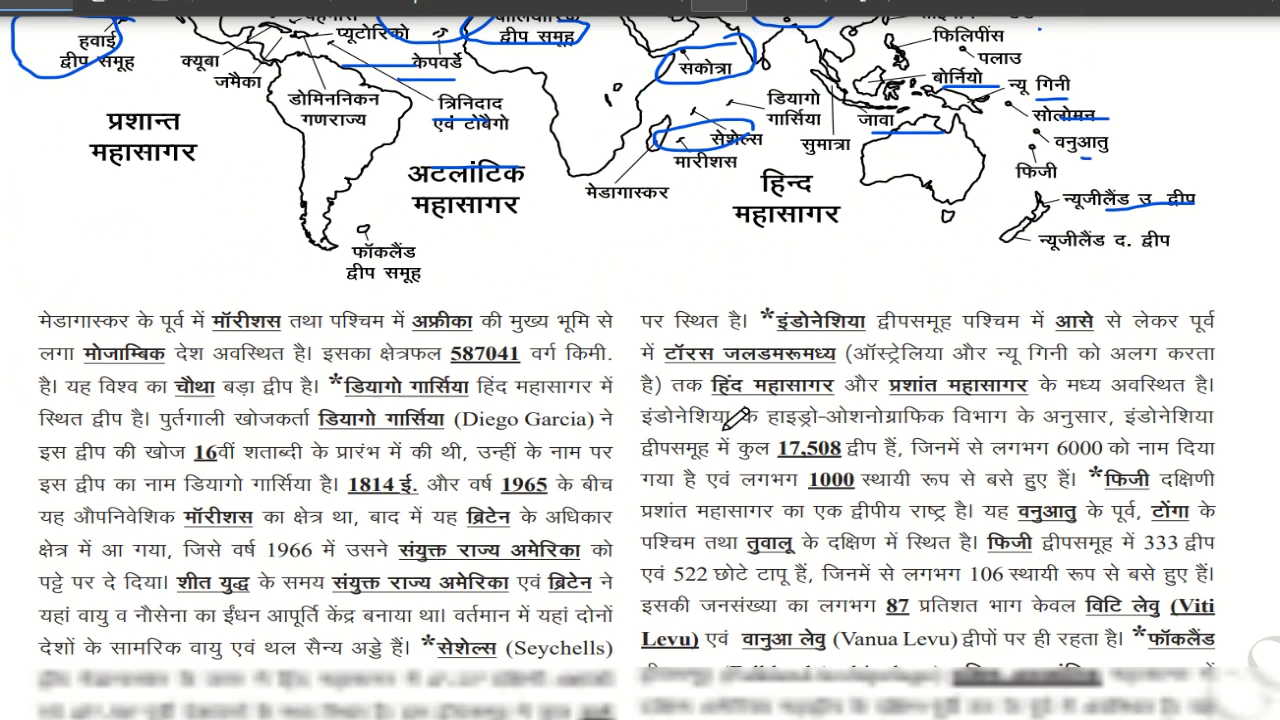 हवाई
द्वीप समूह
क्यूबा
जमैका
प्यूटोरिको
केपवर्डे
द्वीप समूह
डोमिननिकन
गणराज्य
त्रिनिदाद
एवं टोबैगो
प्रशान्त
महासागर
अटलांटिक
महासागर
फॉकलैंड
द्वीप समूह
सकोत्रा
डियागो
गार्सिया
सेशेल्स
मारीशस
मेडागास्कर
सुमात्रा
जावा
हिन्द
महासागर
फिलिपींस
पलाउ
बोर्नियो
न्यू गिनी
सोलोमन
वनुआतु
फिजी
न्यूजीलैंड उ द्वीप
न्यूजीलैंड द. द्वीप
मेडागास्कर के पूर्व में मॉरीशस तथा पश्चिम में अफ्रीका की मुख्य भूमि से
लगा मोजाम्बिक देश अवस्थित है। इसका क्षेत्रफल 587041 वर्ग किमी.
है। यह विश्व का चौथा बड़ा द्वीप है। *डियागो गार्सिया हिंद महासागर में
स्थित द्वीप है। पुर्तगाली खोजकर्ता डियागो गार्सिया (Diego Garcia) ने
इस द्वीप की खोज 16वीं शताब्दी के प्रारंभ में की थी, उन्हीं के नाम पर
इस द्वीप का नाम डियागो गार्सिया है। 1814 ई. और वर्ष 1965 के बीच
यह औपनिवेशिक मॉरीशस का क्षेत्र था, बाद में यह ब्रिटेन के अधिकार
क्षेत्र में आ गया, जिसे वर्ष 1966 में उसने संयुक्त राज्य अमेरिका को
पट्टे पर दे दिया। शीत युद्ध के समय संयुक्त राज्य अमेरिका एवं ब्रिटेन ने
यहां वायु व नौसेना का ईंधन आपूर्ति केंद्र बनाया था। वर्तमान में यहां दोनों
देशों के सामरिक वायु एवं थल सैन्य अड्डे हैं। *सेशेल्स (Seychells)
पर स्थित है। *इंडोनेशिया द्वीपसमूह पश्चिम में आसे से लेकर पूर्व
में टॉरस जलडमरूमध्य (ऑस्ट्रेलिया और न्यू गिनी को अलग करता
है) तक हिंद महासागर और प्रशांत महासागर के मध्य अवस्थित है।
इंडोनेशिया के हाइड्रो-ओशनोग्राफिक विभाग के अनुसार, इंडोनेशिया
द्वीपसमूह में कुल 17,508 द्वीप हैं, जिनमें से लगभग 6000 को नाम दिया
गया है एवं लगभग 1000 स्थायी रूप से बसे हुए हैं। *फिजी दक्षिणी
प्रशांत महासागर का एक द्वीपीय राष्ट्र है। यह वनुआतु के पूर्व, टोंगा के
पश्चिम तथा तुवालू के दक्षिण में स्थित है। फिजी द्वीपसमूह में 333 द्वीप
एवं 522 छोटे टापू हैं, जिनमें से लगभग 106 स्थायी रूप से बसे हुए हैं।
इसकी जनसंख्या का लगभग 87 प्रतिशत भाग केवल विटि लेवु (Viti
Levu) एवं वानुआ लेवु (Vanua Levu) द्वीपों पर ही रहता है। *फॉकलैंड